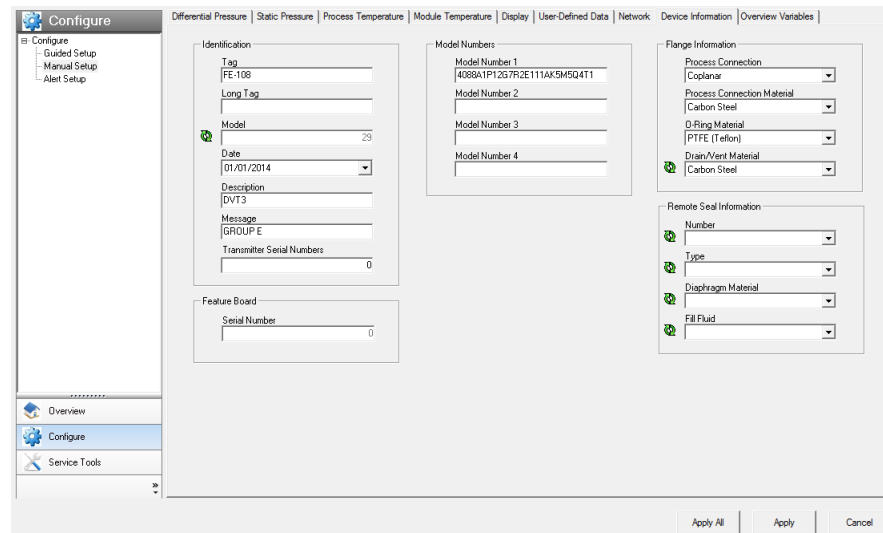 Configure
Configure
Guided Setup
Manual Setup
Alert Setup
Overview
Configure
Service Tools
»
Differential Pressure | Static Pressure | Process Temperature | Module Temperature | Display | User-Defined Data | Network | Device Information | Overview Variables
Identification
Tag
FE-108
Long Tag
Model
29
Date
01/01/2014
Description
DVT3
Message
GROUP E
Transmitter Serial Numbers
0
Feature Board
Serial Number
0
Model Numbers
Model Number 1
4088A1P12G7R2E111AK5M5Q4T1
Model Number 2
Model Number 3
Model Number 4
Flange Information
Process Connection
Coplanar
Process Connection Material
Carbon Steel
O-Ring Material
PTFE (Teflon)
Drain/Vent Material
Carbon Steel
Remote Seal Information
Number
Type
Diaphragm Material
Fill Fluid
Apply All
Apply
Cancel